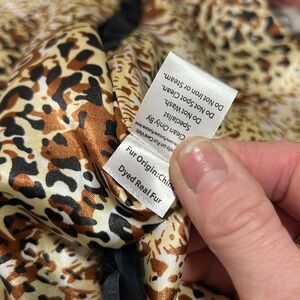 Fur Origin:Chin
Dyed Real Fur
Clean Only By
Specialist
Do Not Wash.
Do Not Spot Clean.
Do Not Iron or Steam.